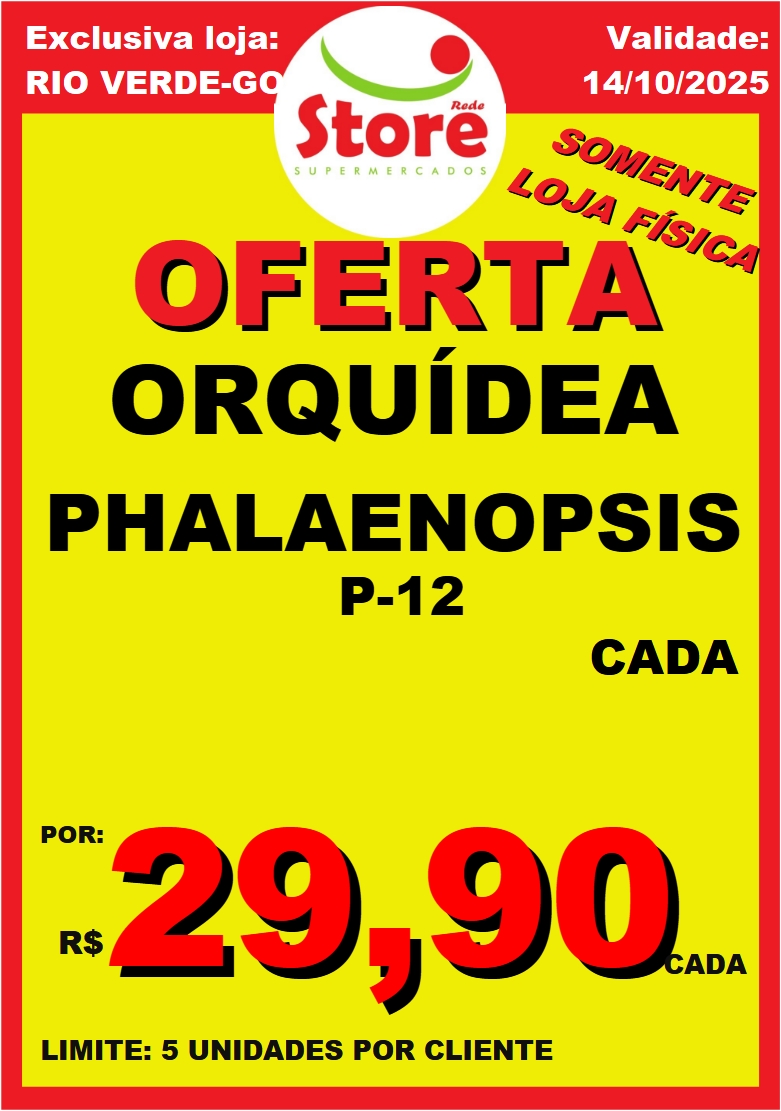 Exclusiva loja:
RIO VERDE-GO
Validade:
14/10/2025
Rede
Store
SUPERMERCADOS
SOMENTE
LOJA FÍSICA
OFERTA
ORQUÍDEA
PHALAENOPSIS
P-12
CADA
POR:
R$ 29,90 CADA
LIMITE: 5 UNIDADES POR CLIENTE